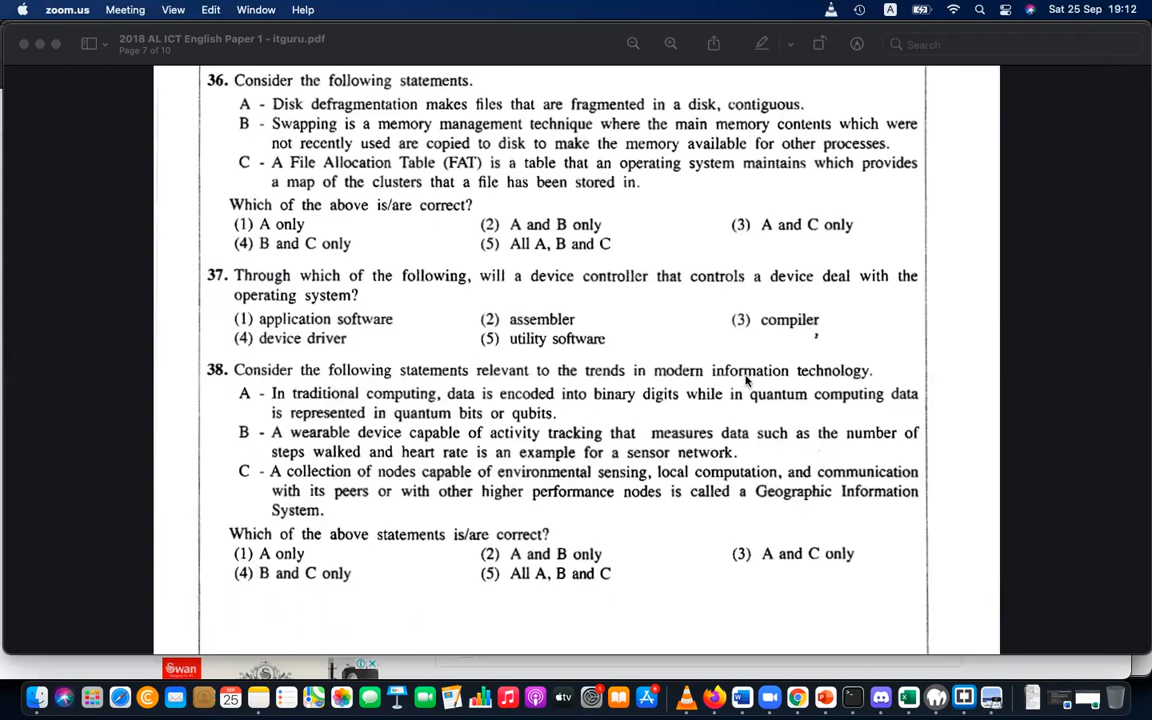 zoom.us Meeting View Edit Window Help A Sat 25 Sep 19:12
2018 AL ICT English Paper 1 - itguru.pdf
Page 7 of 10
Search
36. Consider the following statements.
A - Disk defragmentation makes files that are fragmented in a disk, contiguous.
B - Swapping is a memory management technique where the main memory contents which were
not recently used are copied to disk to make the memory available for other processes.
C - A File Allocation Table (FAT) is a table that an operating system maintains which provides
a map of the clusters that a file has been stored in.
Which of the above is/are correct?
(1) A only (2) A and B only (3) A and C only
(4) B and C only (5) All A, B and C
37. Through which of the following, will a device controller that controls a device deal with the
operating system?
(1) application software (2) assembler (3) compiler
(4) device driver (5) utility software
38. Consider the following statements relevant to the trends in modern information technology.
A - In traditional computing, data is encoded into binary digits while in quantum computing data
is represented in quantum bits or qubits.
B - A wearable device capable of activity tracking that measures data such as the number of
steps walked and heart rate is an example for a sensor network.
C - A collection of nodes capable of environmental sensing, local computation, and communication
with its peers or with other higher performance nodes is called a Geographic Information
System.
Which of the above statements is/are correct?
(1) A only (2) A and B only (3) A and C only
(4) B and C only (5) All A, B and C
Swan
SEP
25
tv